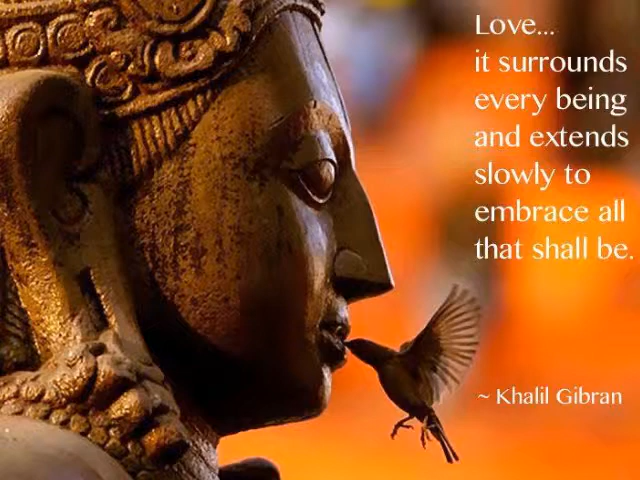 Love...
it surrounds
every being
and extends
slowly to
embrace all
that shall be.
~ Khalil Gibran